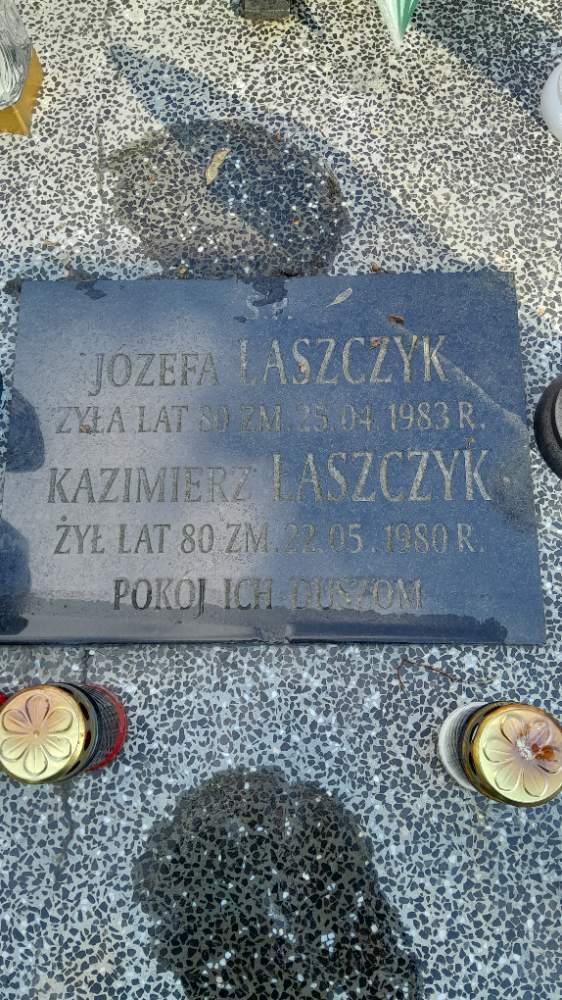 Ś.P.
JÓZEFA ŁASZCZYK
ŻYŁA LAT 80 ZM. 25.04.1983 R.
KAZIMIERZ ŁASZCZYK
ŻYŁ LAT 80 ZM. 22.05.1980 R.
POKÓJ ICH DUSZOM